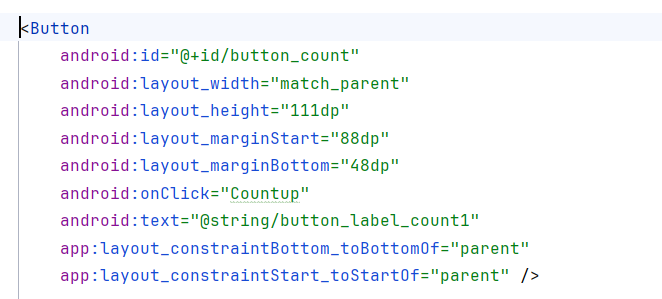 <Button
android:id="@+id/button_count"
android:layout_width="match_parent"
android:layout_height="111dp"
android:layout_marginStart="88dp"
android:layout_marginBottom="48dp"
android:onClick="Countup"
android:text="@string/button_label_count1"
app:layout_constraintBottom_toBottomOf="parent"
app:layout_constraintStart_toStartOf="parent" />